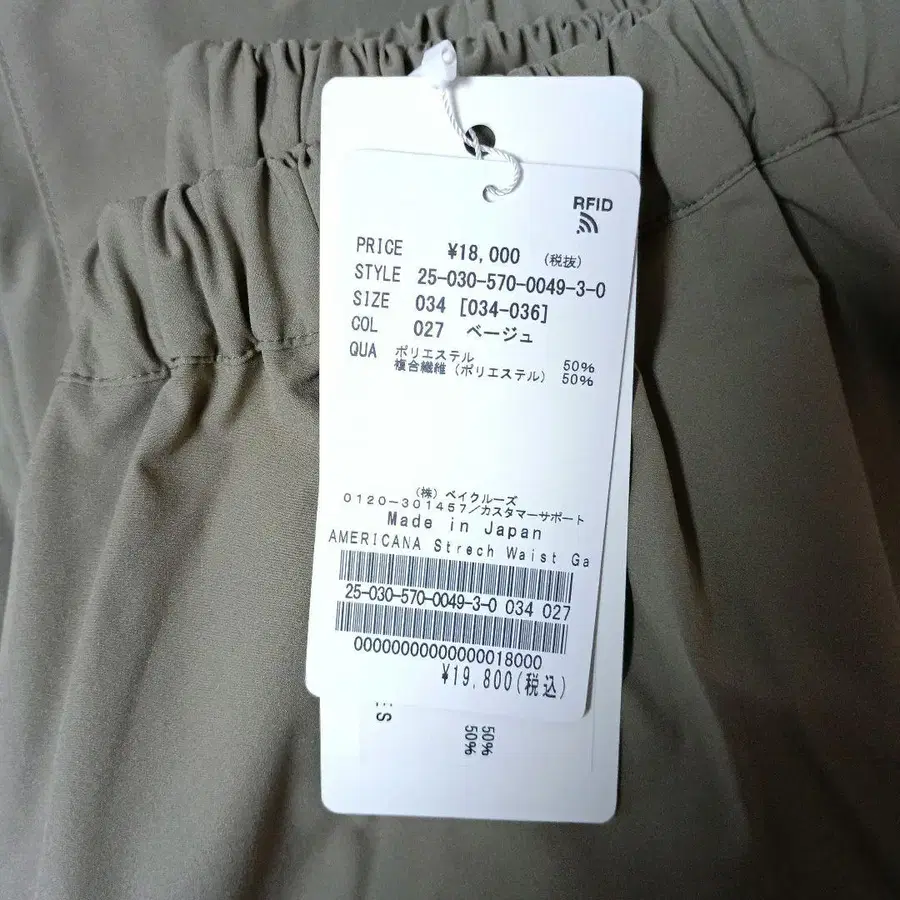 RFID
PRICE ¥18,000 (税抜)
STYLE 25-030-570-0049-3-0
SIZE 034 [034-036]
COL 027 ベージュ
QUA ポリエステル 50%
複合繊維(ポリエステル) 50%
(株)ベイクルーズ
0120-301457/カスタマーサポート
Made in Japan
AMERICANA Strech Waist Ga
25-030-570-0049-3-0 034 027
00000000000000018000
¥19,800(税込)
50%
50%